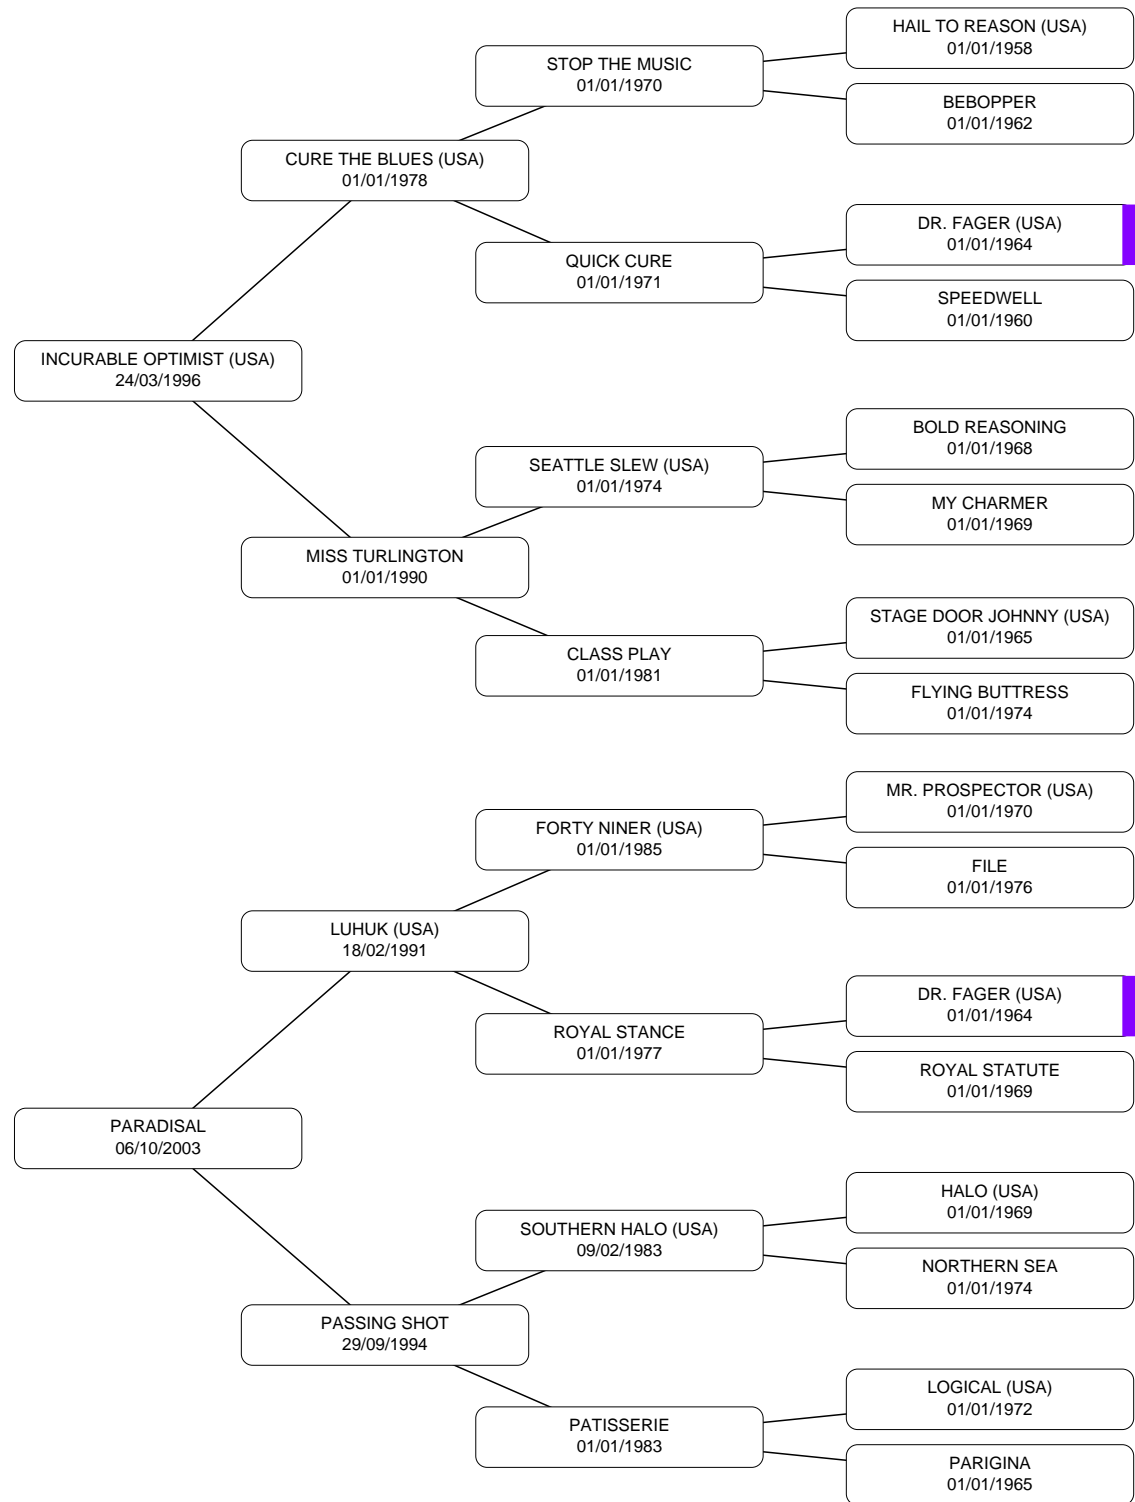 HAIL TO REASON (USA)
01/01/1958
STOP THE MUSIC
01/01/1970
BEBOPPER
01/01/1962
CURE THE BLUES (USA)
01/01/1978
DR. FAGER (USA)
01/01/1964
QUICK CURE
01/01/1971
SPEEDWELL
01/01/1960
INCURABLE OPTIMIST (USA)
24/03/1996
BOLD REASONING
01/01/1968
SEATTLE SLEW (USA)
01/01/1974
MY CHARMER
01/01/1969
MISS TURLINGTON
01/01/1990
STAGE DOOR JOHNNY (USA)
01/01/1965
CLASS PLAY
01/01/1981
FLYING BUTTRESS
01/01/1974
MR. PROSPECTOR (USA)
01/01/1970
FORTY NINER (USA)
01/01/1985
FILE
01/01/1976
LUHUK (USA)
18/02/1991
DR. FAGER (USA)
01/01/1964
ROYAL STANCE
01/01/1977
ROYAL STATUTE
01/01/1969
PARADISAL
06/10/2003
HALO (USA)
01/01/1969
SOUTHERN HALO (USA)
09/02/1983
NORTHERN SEA
01/01/1974
PASSING SHOT
29/09/1994
LOGICAL (USA)
01/01/1972
PATISSERIE
01/01/1983
PARIGINA
01/01/1965